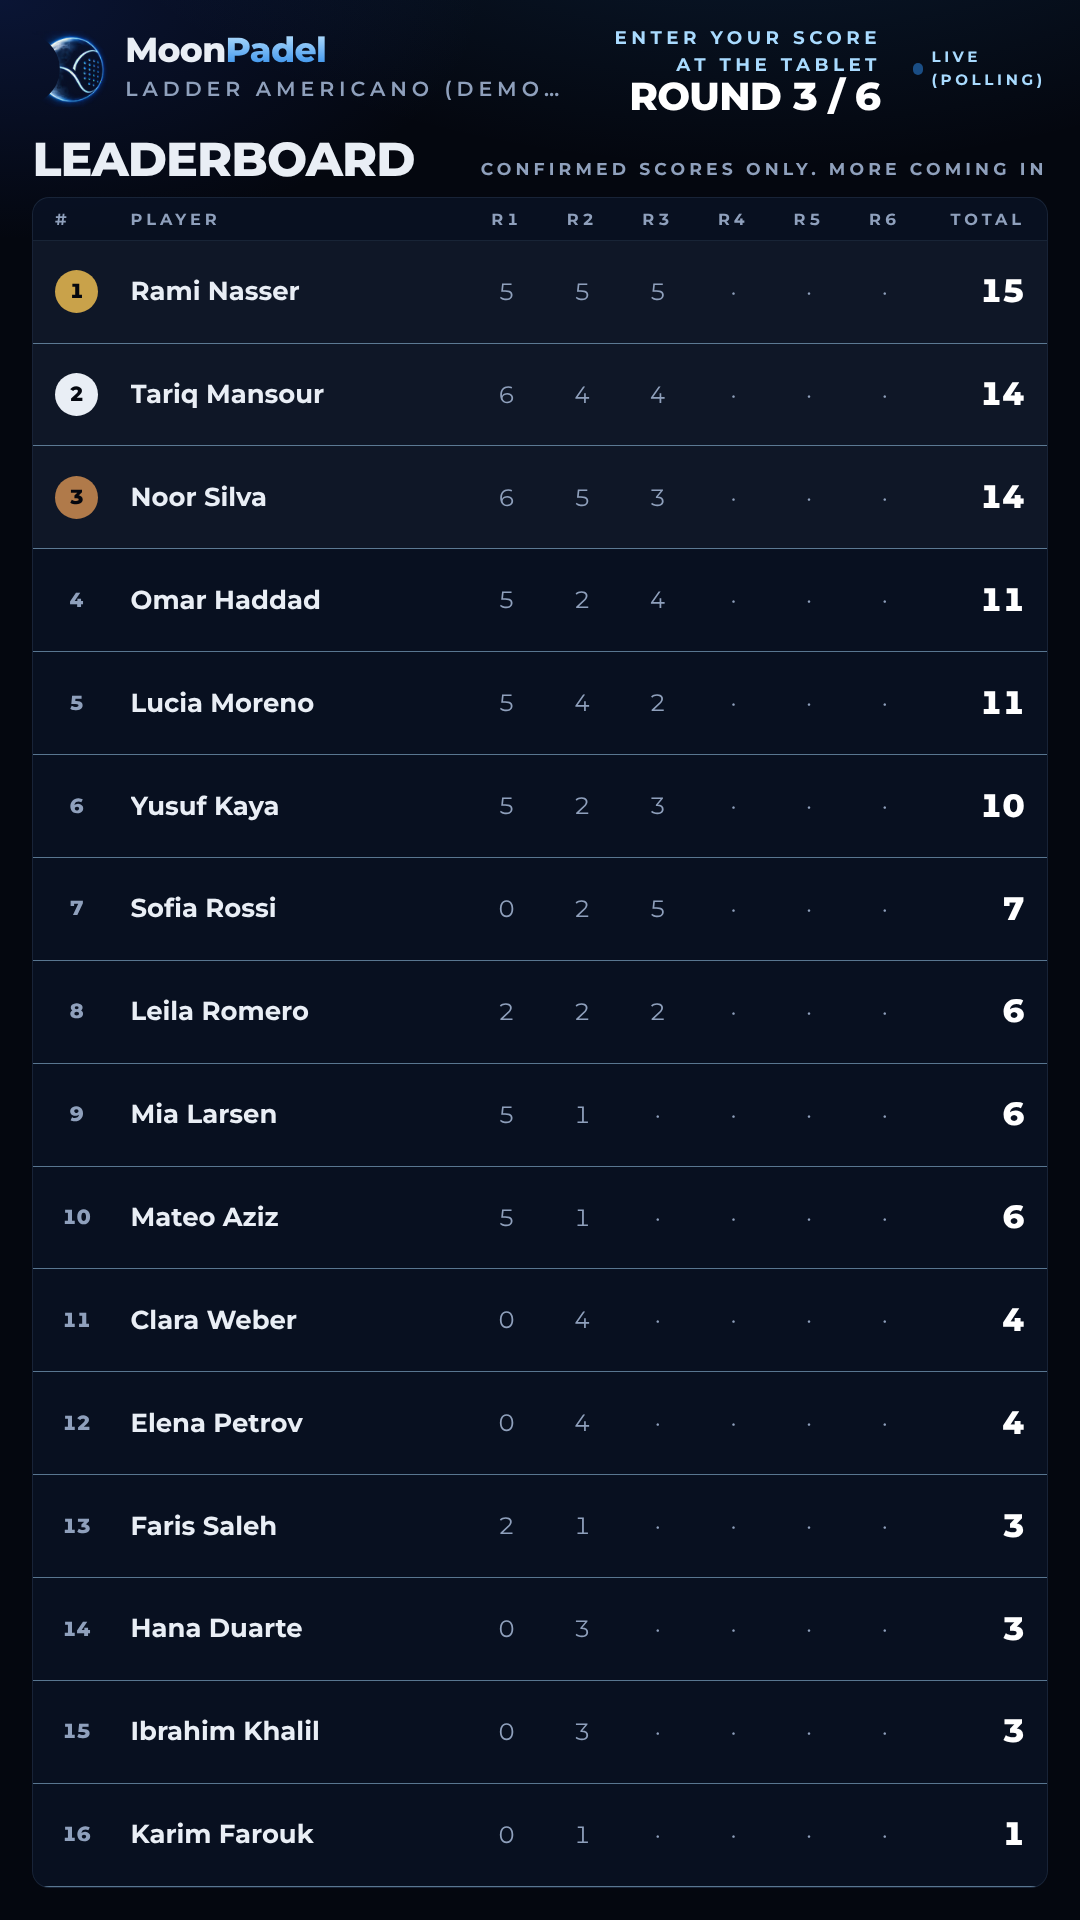 MoonPadel
LADDER AMERICANO (DEMO…
ENTER YOUR SCORE
AT THE TABLET
ROUND 3 / 6
LIVE
(POLLING)
LEADERBOARD
CONFIRMED SCORES ONLY. MORE COMING IN
# PLAYER R1 R2 R3 R4 R5 R6 TOTAL
1 Rami Nasser 5 5 5 · · · 15
2 Tariq Mansour 6 4 4 · · · 14
3 Noor Silva 6 5 3 · · · 14
4 Omar Haddad 5 2 4 · · · 11
5 Lucia Moreno 5 4 2 · · · 11
6 Yusuf Kaya 5 2 3 · · · 10
7 Sofia Rossi 0 2 5 · · · 7
8 Leila Romero 2 2 2 · · · 6
9 Mia Larsen 5 1 · · · · 6
10 Mateo Aziz 5 1 · · · · 6
11 Clara Weber 0 4 · · · · 4
12 Elena Petrov 0 4 · · · · 4
13 Faris Saleh 2 1 · · · · 3
14 Hana Duarte 0 3 · · · · 3
15 Ibrahim Khalil 0 3 · · · · 3
16 Karim Farouk 0 1 · · · · 1